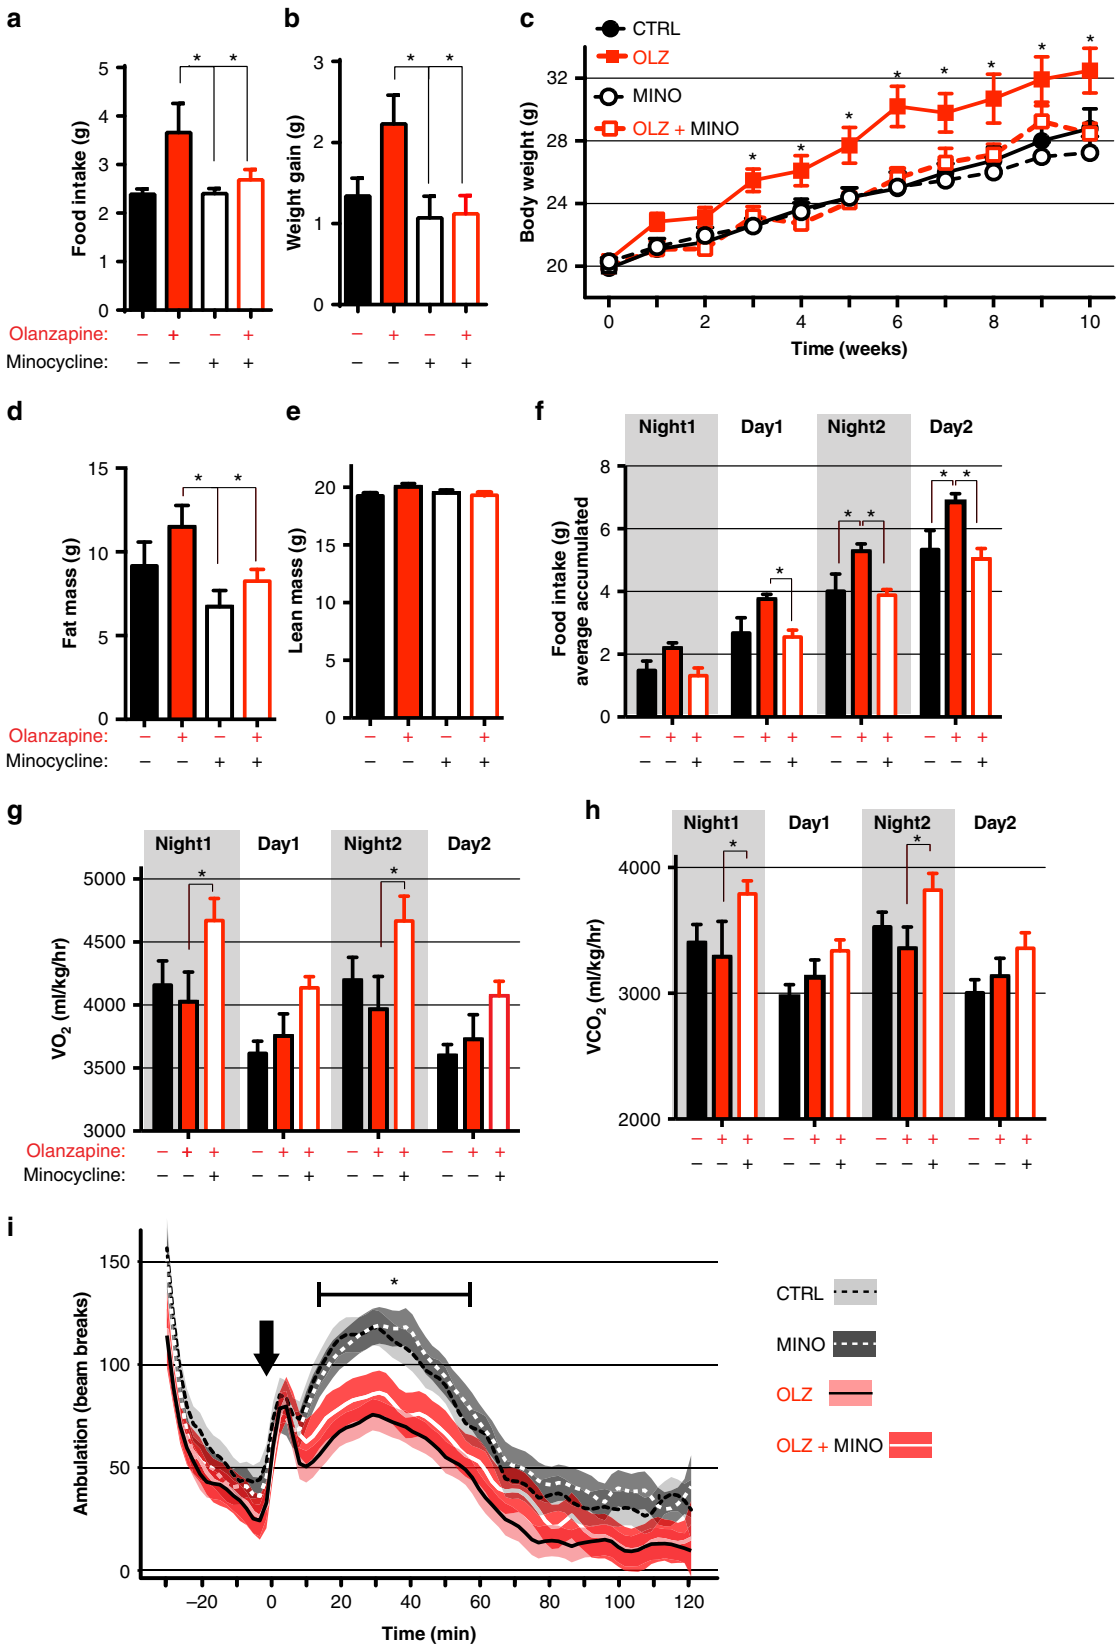 a
Food intake (g)
5
4
3
2
1
0
* *
Olanzapine: – + – +
Minocycline: – – + +
b
Weight gain (g)
3
2
1
0
* *
– + – +
– – + +
c
CTRL
OLZ
MINO
OLZ + MINO
Body weight (g)
32
28
24
20
* * * * * * * *
0 2 4 6 8 10
Time (weeks)
d
Fat mass (g)
15
10
5
0
* *
Olanzapine: – + – +
Minocycline: – – + +
e
Lean mass (g)
20
15
10
5
0
– + – +
– – + +
f
Night1 Day1 Night2 Day2
Food intake (g)
average accumulated
8
6
4
2
0
* * * * *
– + + – + + – + + – + +
– – + – – + – – + – – +
g
Night1 Day1 Night2 Day2
VO2 (ml/kg/hr)
5000
4500
4000
3500
3000
* *
Olanzapine: – + + – + + – + + – + +
Minocycline: – – + – – + – – + – – +
h
Night1 Day1 Night2 Day2
VCO2 (ml/kg/hr)
4000
3000
2000
* *
– + + – + + – + + – + +
– – + – – + – – + – – +
i
Ambulation (beam breaks)
150
100
50
0
*
–20 0 20 40 60 80 100 120
Time (min)
CTRL
MINO
OLZ
OLZ + MINO